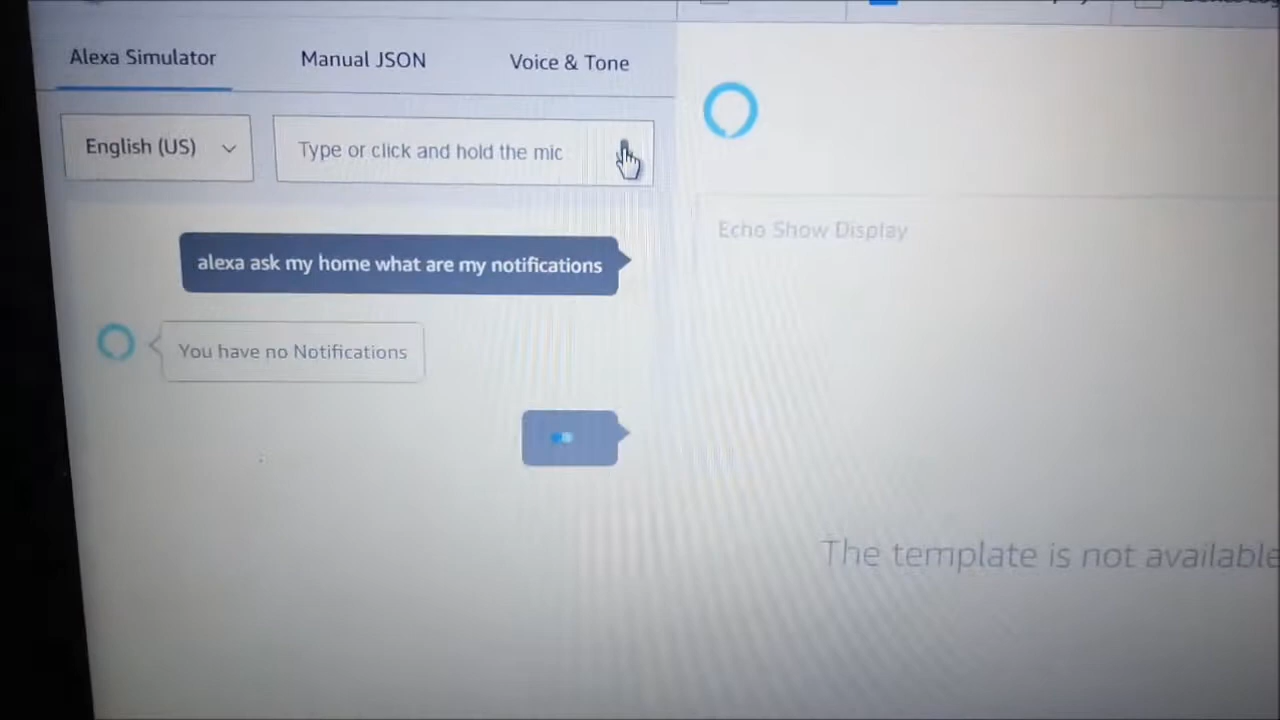 Alexa Simulator
Manual JSON
Voice & Tone
English (US)
Type or click and hold the mic
alexa ask my home what are my notifications
You have no Notifications
Echo Show Display
The template is not available